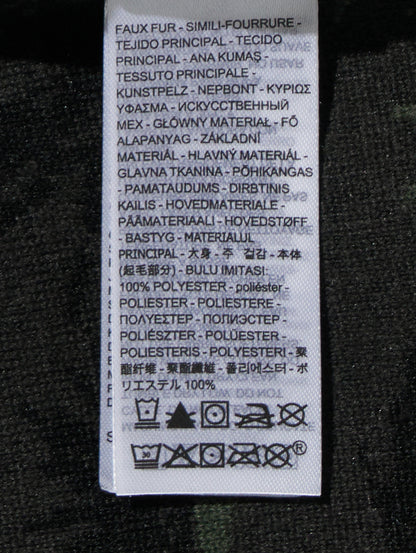 FAUX FUR - SIMILI-FOURRURE -
TEJIDO PRINCIPAL - TECIDO
PRINCIPAL - ANA KUMAŞ -
TESSUTO PRINCIPALE -
KUNSTPELZ - NEPBONT - ΚΥΡΙΩΣ
ΥΦΑΣΜΑ - ИСКУССТВЕННЫЙ
МЕХ - GŁÓWNY MATERIAŁ - FŐ
ALAPANYAG - ZÁKLADNÍ
MATERIÁL - HLAVNÝ MATERIÁL -
GLAVNA TKANINA - PÕHIKANGAS
- PAMATAUDUMS - DIRBTINIS
KAILIS - HOVEDMATERIALE -
PÄÄMATERIAALI - HOVEDSTØFF
- BASTYG - MATERIALUL
PRINCIPAL - 大身 - 주 겉감 - 本体
(起毛部分) - BULU IMITASI:
100% POLYESTER - poliéster -
POLIESTER - POLIESTERE -
ΠΟΛΥΕΣΤΕΡ - ПОЛИЭСТЕР -
POLIÉSZTER - POLÜESTER -
POLIESTERIS - POLYESTERI - 聚
酯纤维 - 聚酯纖維 - 폴리에스터 - ポ
リエステル 100%